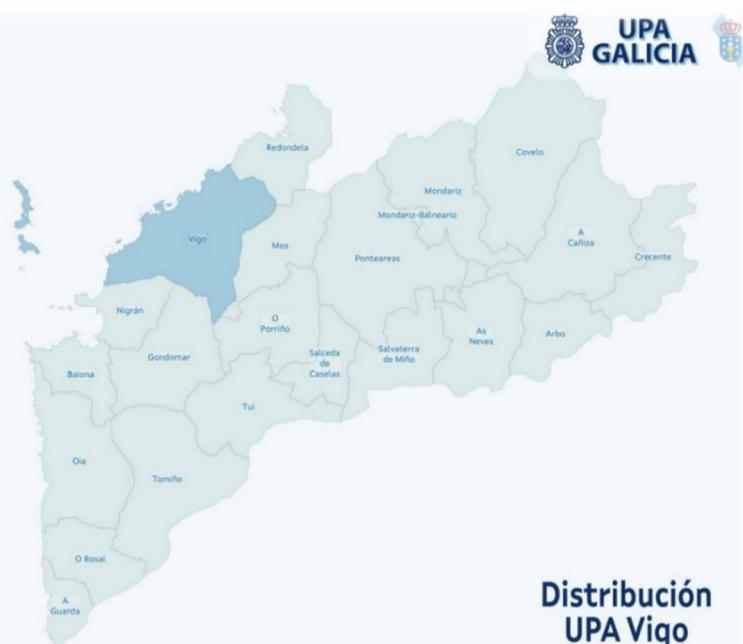 UPA
GALICIA
Redondela
Covelo
Mondariz
Mondariz-Balneario
Vigo
Mos
A
Cañiza
Ponteareas
Crecente
Nigrán
O
Porriño
As
Neves
Arbo
Gondomar
Salceda
de
Caselas
Salvaterra
de Miño
Baiona
Tui
Oia
Tomiño
O Rosal
A
Guarda
Distribución
UPA Vigo